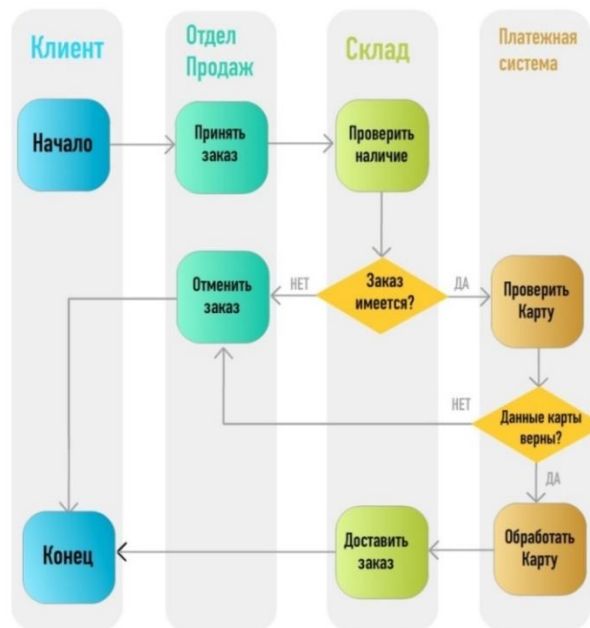 Клиент
Отдел
Продаж
Склад
Платежная
система
Начало
Принять
заказ
Проверить
наличие
Отменить
заказ
НЕТ
Заказ
имеется?
ДА
Проверить
Карту
НЕТ
Данные карты
верны?
ДА
Конец
Доставить
заказ
Обработать
Карту